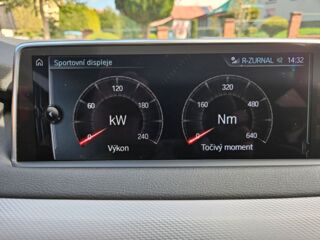 Sportovní displeje
R-ZURNAL 14:32
120
60 180
kW
0 240
Výkon
320
160 480
Nm
0 640
Točivý moment